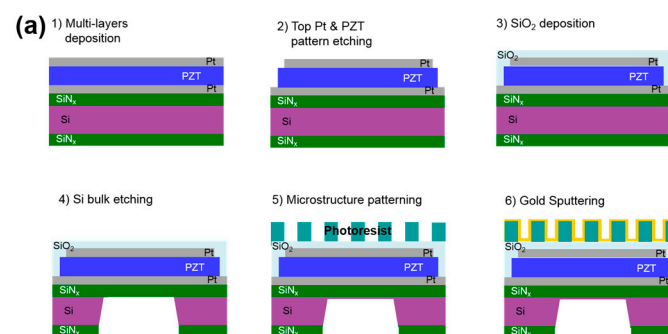 (a) 1) Multi-layers
deposition
Pt
PZT
Pt
SiNx
Si
SiNx
2) Top Pt & PZT
pattern etching
Pt
PZT
Pt
SiNx
Si
SiNx
3) SiO2 deposition
SiO2
Pt
PZT
Pt
SiNx
Si
SiNx
4) Si bulk etching
SiO2
Pt
PZT
Pt
SiNx
Si
SiNx
5) Microstructure patterning
Photoresist
SiO2
Pt
PZT
Pt
SiNx
Si
SiNx
6) Gold Sputtering
SiO2
Pt
PZT
Pt
SiNx
Si
SiNx